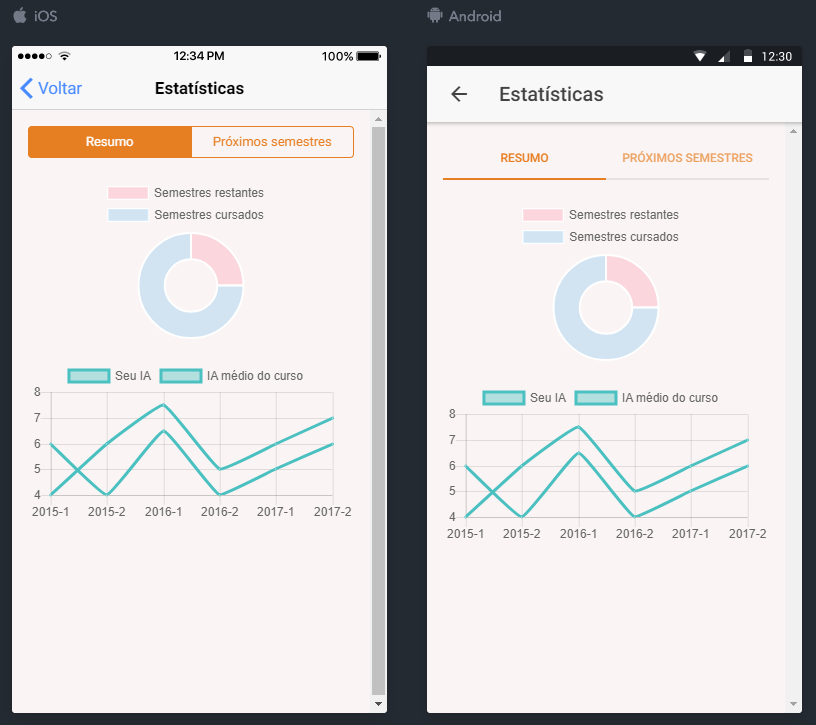 iOS
12:34 PM 100%
Voltar Estatísticas
Resumo Próximos semestres
Semestres restantes
Semestres cursados
Seu IA IA médio do curso
8
7
6
5
4
2015-1 2015-2 2016-1 2016-2 2017-1 2017-2
Android
12:30
Estatísticas
RESUMO PRÓXIMOS SEMESTRES
Semestres restantes
Semestres cursados
Seu IA IA médio do curso
8
7
6
5
4
2015-1 2015-2 2016-1 2016-2 2017-1 2017-2